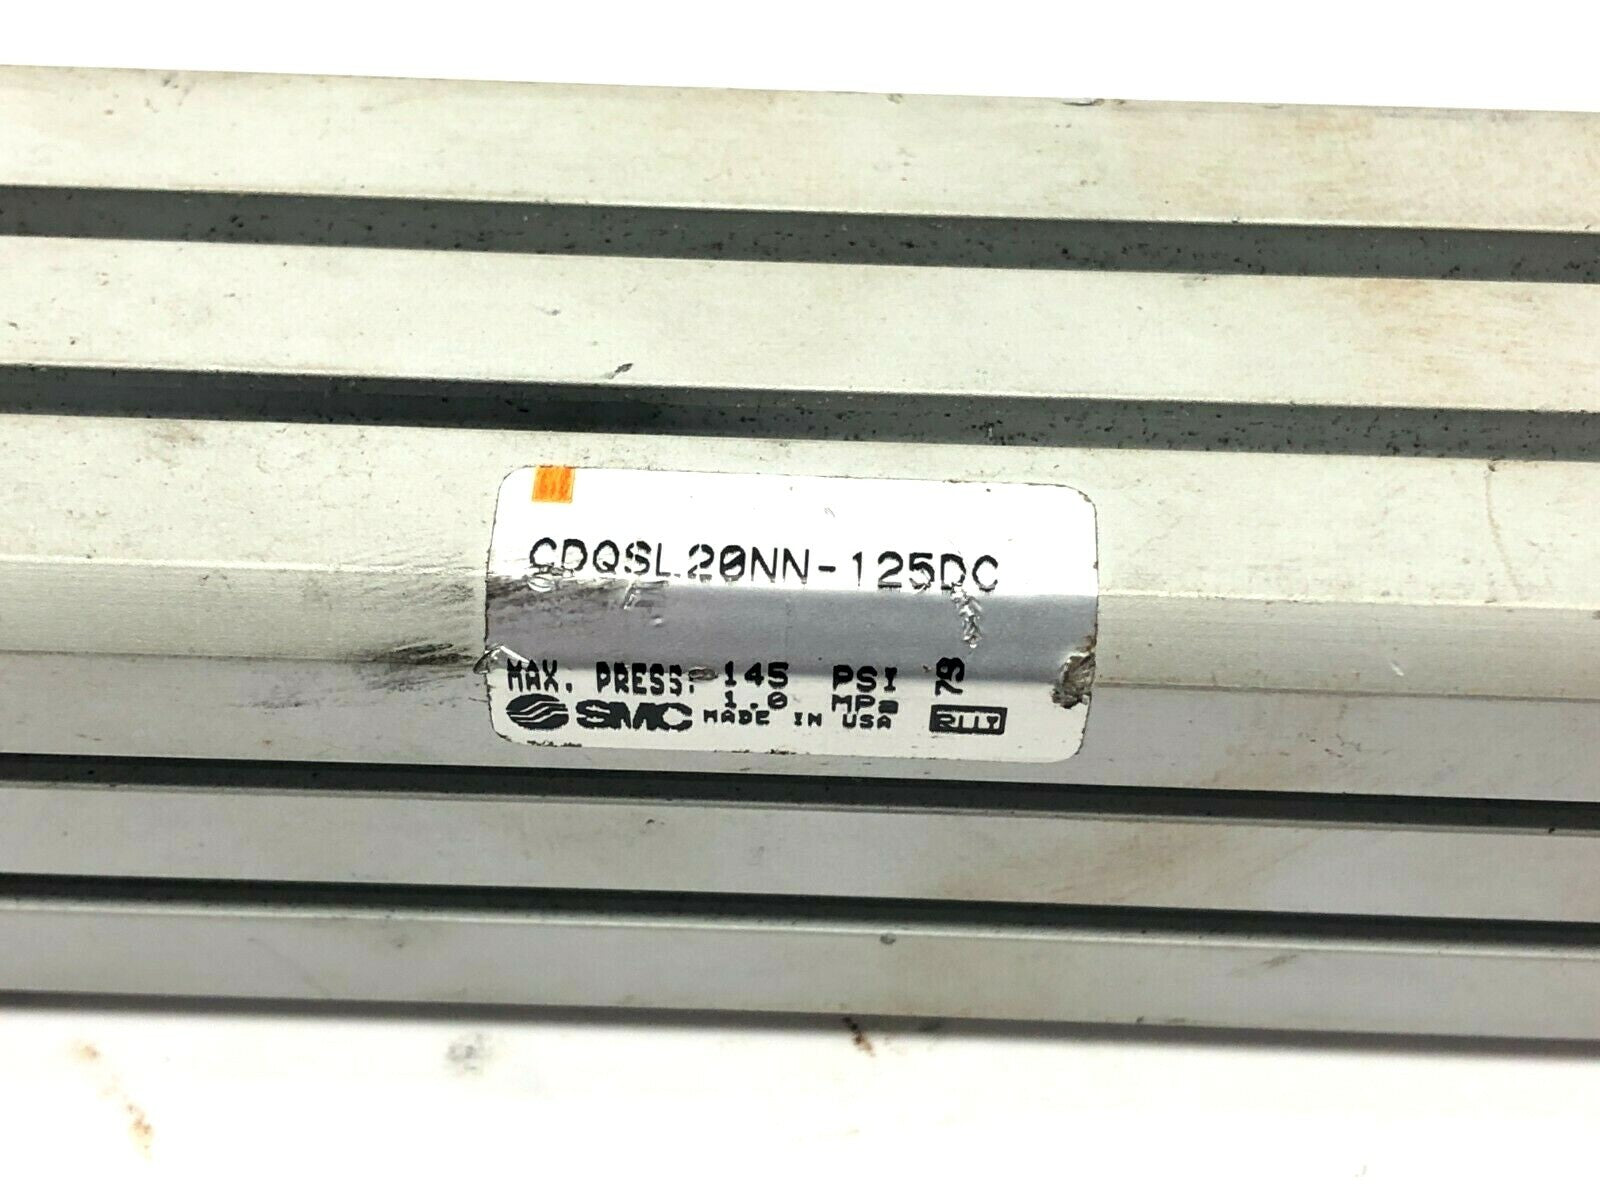 CDQSL20NN-125DC
MAX. PRESS. 145 PSI
1.0 MPa
SMC MADE IN USA